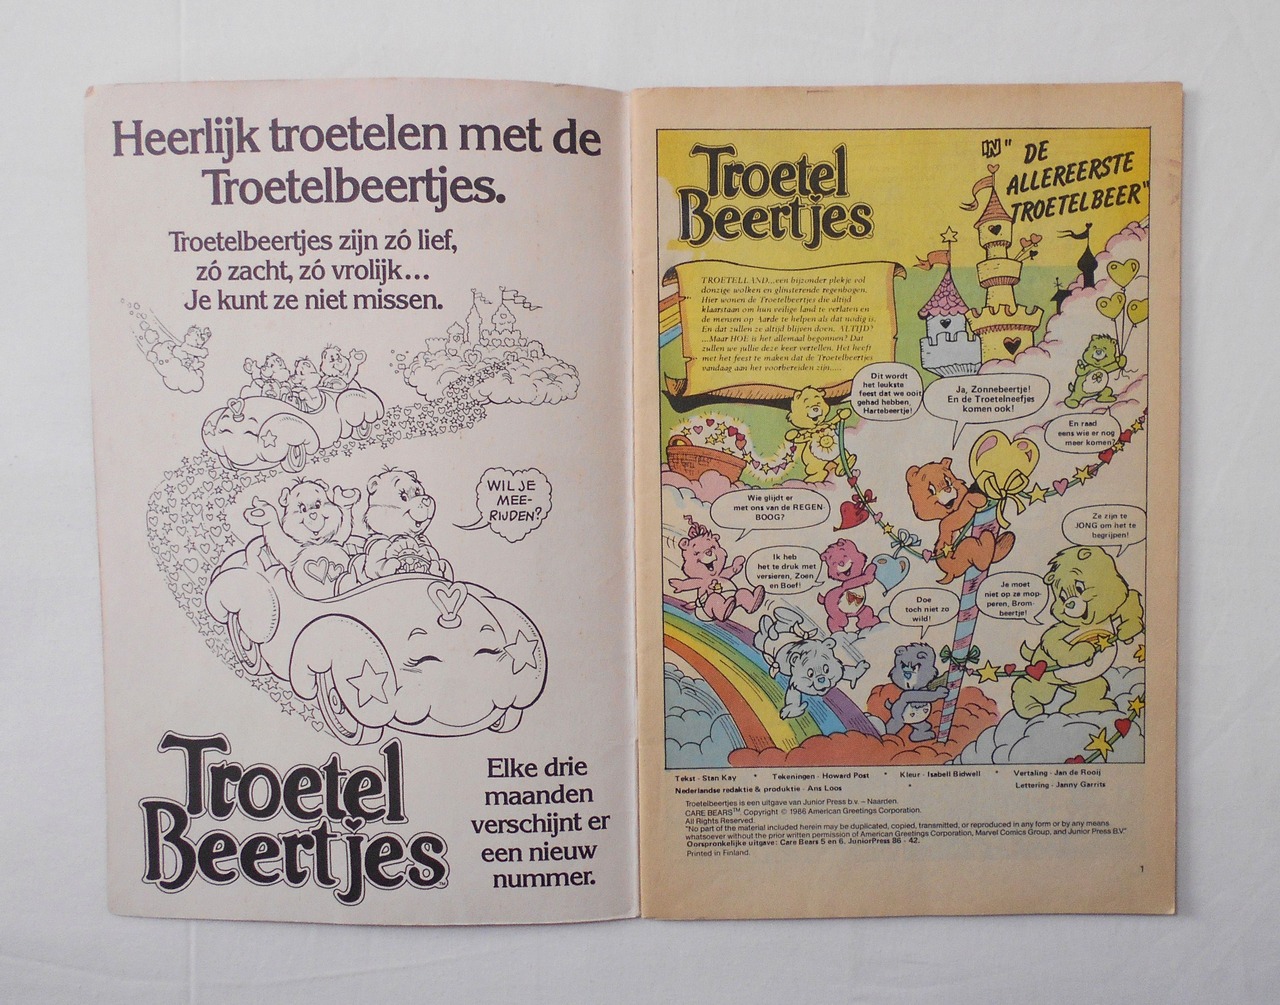 Heerlijk troetelen met de
Troetelbeertjes.
Troetelbeertjes zijn zó lief,
zó zacht, zó vrolijk...
Je kunt ze niet missen.
WIL JE
MEE-
RIJDEN?
Troetel
Beertjes
TM
Elke drie
maanden
verschijnt er
een nieuw
nummer.
Troetel
Beertjes
IN "DE
ALLEREERSTE
TROETELBEER"
TROETELLAND...een bijzonder plekje vol
donzige wolken en glinsterende regenbogen.
Hier wonen de Troetelbeertjes die altijd
klaarstaan om hun veilige land te verlaten en
de mensen op Aarde te helpen als dat nodig is.
En dat zullen ze altijd blijven doen. ALTIJD?
...Maar HOE is het allemaal begonnen? Dat
zullen we jullie deze keer vertellen. Het heeft
met het feest te maken dat de Troetelbeertjes
vandaag aan het voorbereiden zijn.....
Dit wordt
het leukste
feest dat we ooit
gehad hebben,
Hartebeertje!
Ja, Zonnebeertje!
En de Troetelneefjes
komen ook!
En raad
eens wie er nog
meer komen?
Wie glijdt er
met ons van de REGEN-
BOOG?
Ik heb
het te druk met
versieren, Zoen
en Boef!
Doe
toch niet zo
wild!
Je moet
niet op ze mop-
peren, Brom-
beertje!
Ze zijn te
JONG om het te
begrijpen!
Tekst - Stan Kay * Tekeningen - Howard Post * Kleur - Isabell Bidwell * Vertaling - Jan de Rooij
Nederlandse redaktie & produktie - Ans Loos * Lettering - Janny Garrits
Troetelbeertjes is een uitgave van Junior Press b.v. – Naarden.
CARE BEARS™ Copyright © 1986 American Greetings Corporation.
All Rights Reserved.
"No part of the material included herein may be duplicated, copied, transmitted, or reproduced in any form or by any means
whatsoever without the prior written permission of American Greetings Corporation, Marvel Comics Group, and Junior Press B.V."
Oorspronkelijke uitgave: Care Bears 5 en 6. JuniorPress 86 - 42.
Printed in Finland.
1